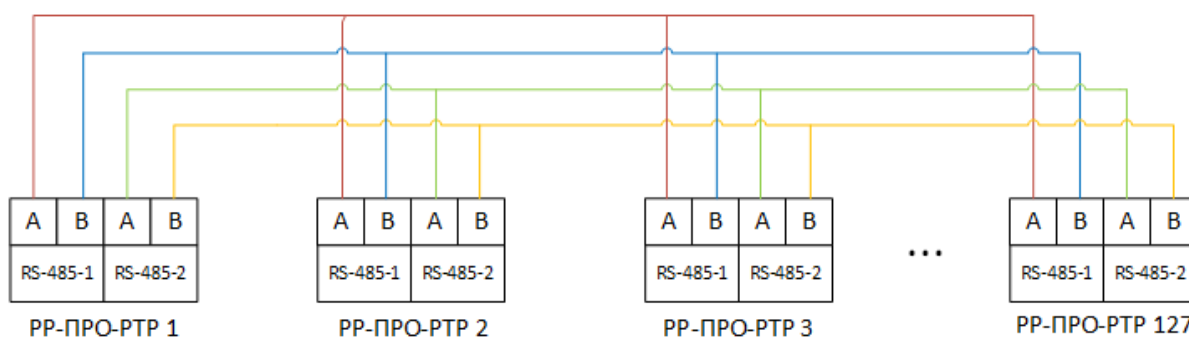 A B A B
A B A B
A B A B
A B A B
RS-485-1 RS-485-2
RS-485-1 RS-485-2
RS-485-1 RS-485-2
...
RS-485-1 RS-485-2
РР-ПРО-РТР 1
РР-ПРО-РТР 2
РР-ПРО-РТР 3
РР-ПРО-РТР 127